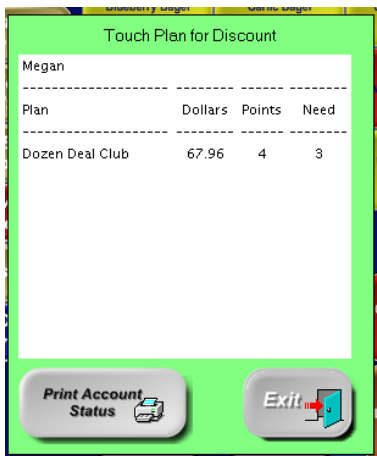 Touch Plan for Discount
Megan
Plan Dollars Points Need
Dozen Deal Club 67.96 4 3
Print Account
Status
Exit